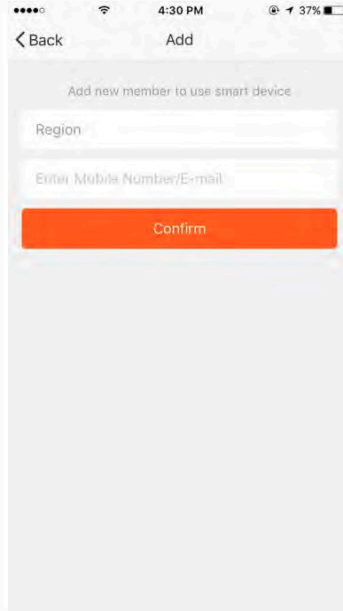 4:30 PM
37%
Back
Add
Add new member to use smart device
Region
Enter Mobile Number/E-mail
Confirm